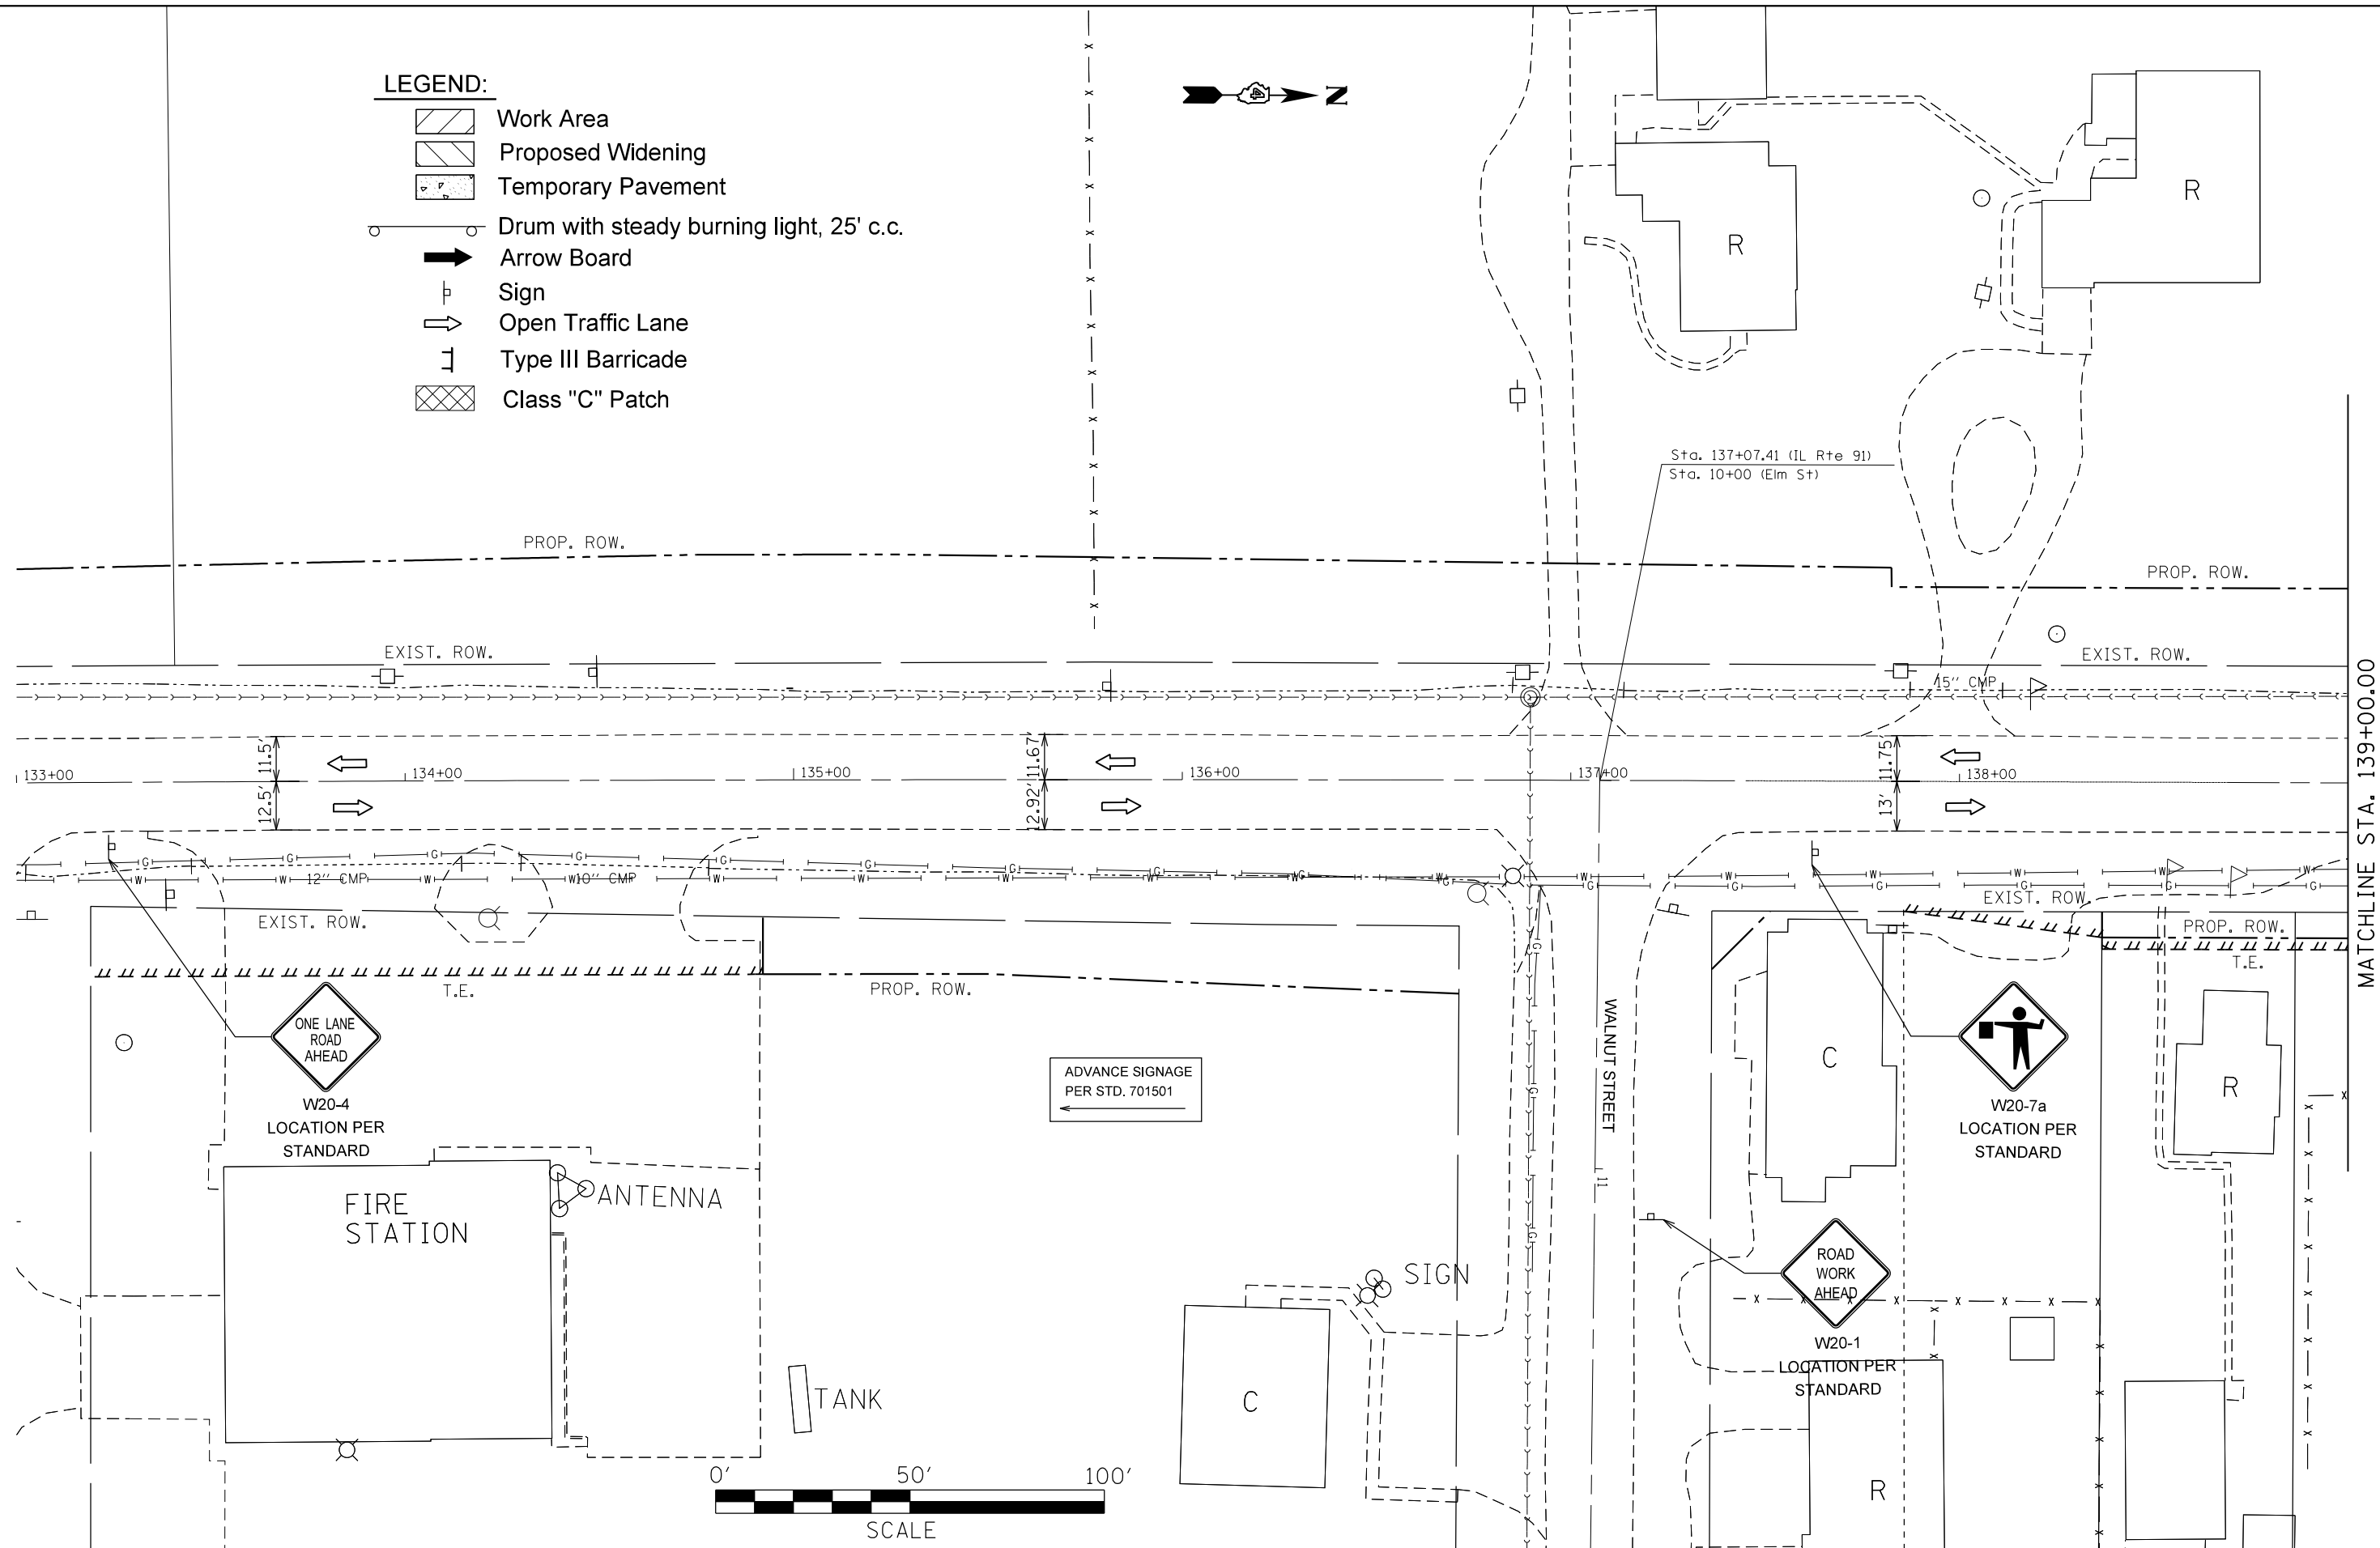 LEGEND:
Work Area
Proposed Widening
Temporary Pavement
Drum with steady burning light, 25' c.c.
Arrow Board
Sign
Open Traffic Lane
Type III Barricade
Class "C" Patch
4
N
R
R
Sta. 137+07.41 (IL Rte 91)
Sta. 10+00 (Elm St)
PROP. ROW.
PROP. ROW.
EXIST. ROW.
EXIST. ROW.
15'' CMP
11.5'
11.67'
11.75'
133+00
134+00
135+00
136+00
137+00
138+00
12.5'
12.92'
13'
MATCHLINE STA. 139+00.00
12'' CMP
10'' CMP
EXIST. ROW.
EXIST. ROW.
PROP. ROW.
T.E.
T.E.
PROP. ROW.
ONE LANE
ROAD
AHEAD
W20-4
LOCATION PER
STANDARD
ADVANCE SIGNAGE
PER STD. 701501
WALNUT STREET
11
C
W20-7a
LOCATION PER
STANDARD
R
FIRE
STATION
ANTENNA
SIGN
ROAD
WORK
AHEAD
W20-1
LOCATION PER
STANDARD
TANK
C
R
0'
50'
100'
SCALE